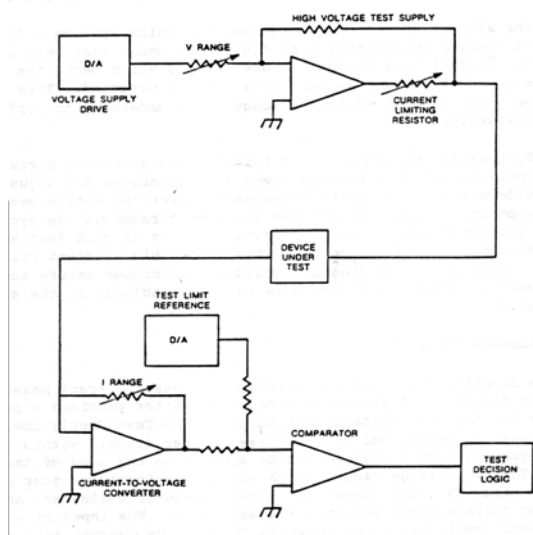 HIGH VOLTAGE TEST SUPPLY
V RANGE
D/A
VOLTAGE SUPPLY
DRIVE
CURRENT
LIMITING
RESISTOR
DEVICE
UNDER
TEST
TEST LIMIT
REFERENCE
D/A
I RANGE
COMPARATOR
CURRENT-TO-VOLTAGE
CONVERTER
TEST
DECISION
LOGIC